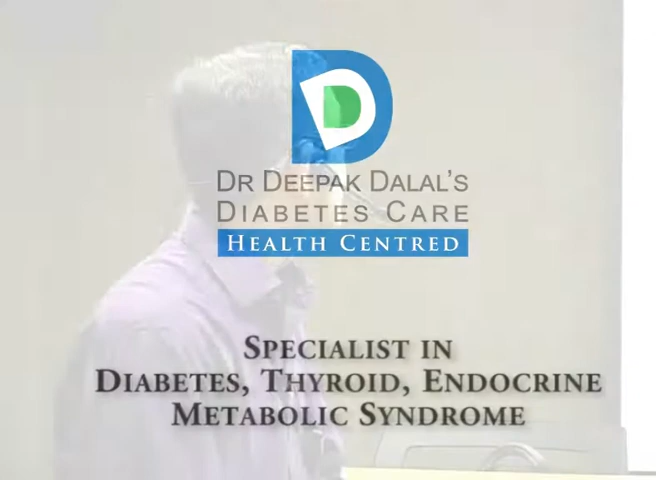 DR DEEPAK DALAL'S
DIABETES CARE
HEALTH CENTRED
SPECIALIST IN
DIABETES, THYROID, ENDOCRINE
METABOLIC SYNDROME